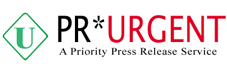 U PR*URGENT
A Priority Press Release Service